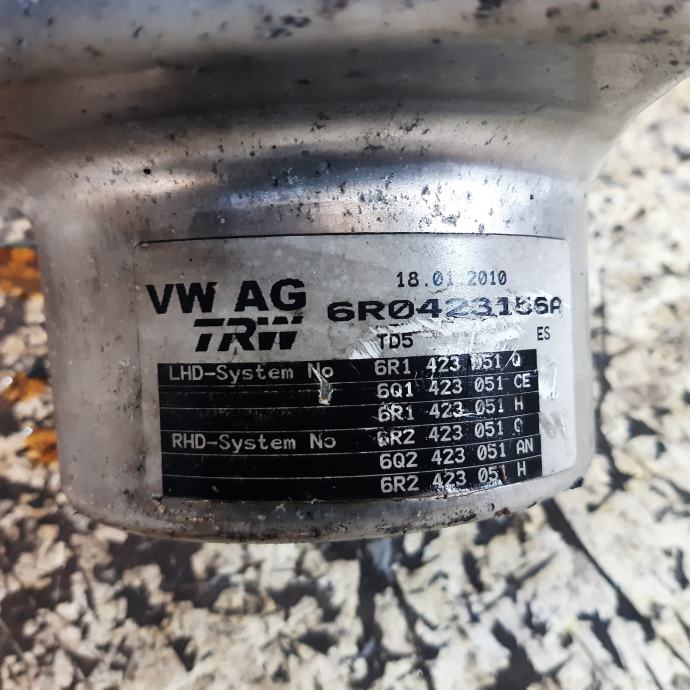 18.01.2010
VW AG
6R0423156A
TRW
TD5 ES
LHD-System No 6R1 423 051 Q
6Q1 423 051 CE
6R1 423 051 H
RHD-System No 6R2 423 051 Q
6Q2 423 051 AN
6R2 423 051 H